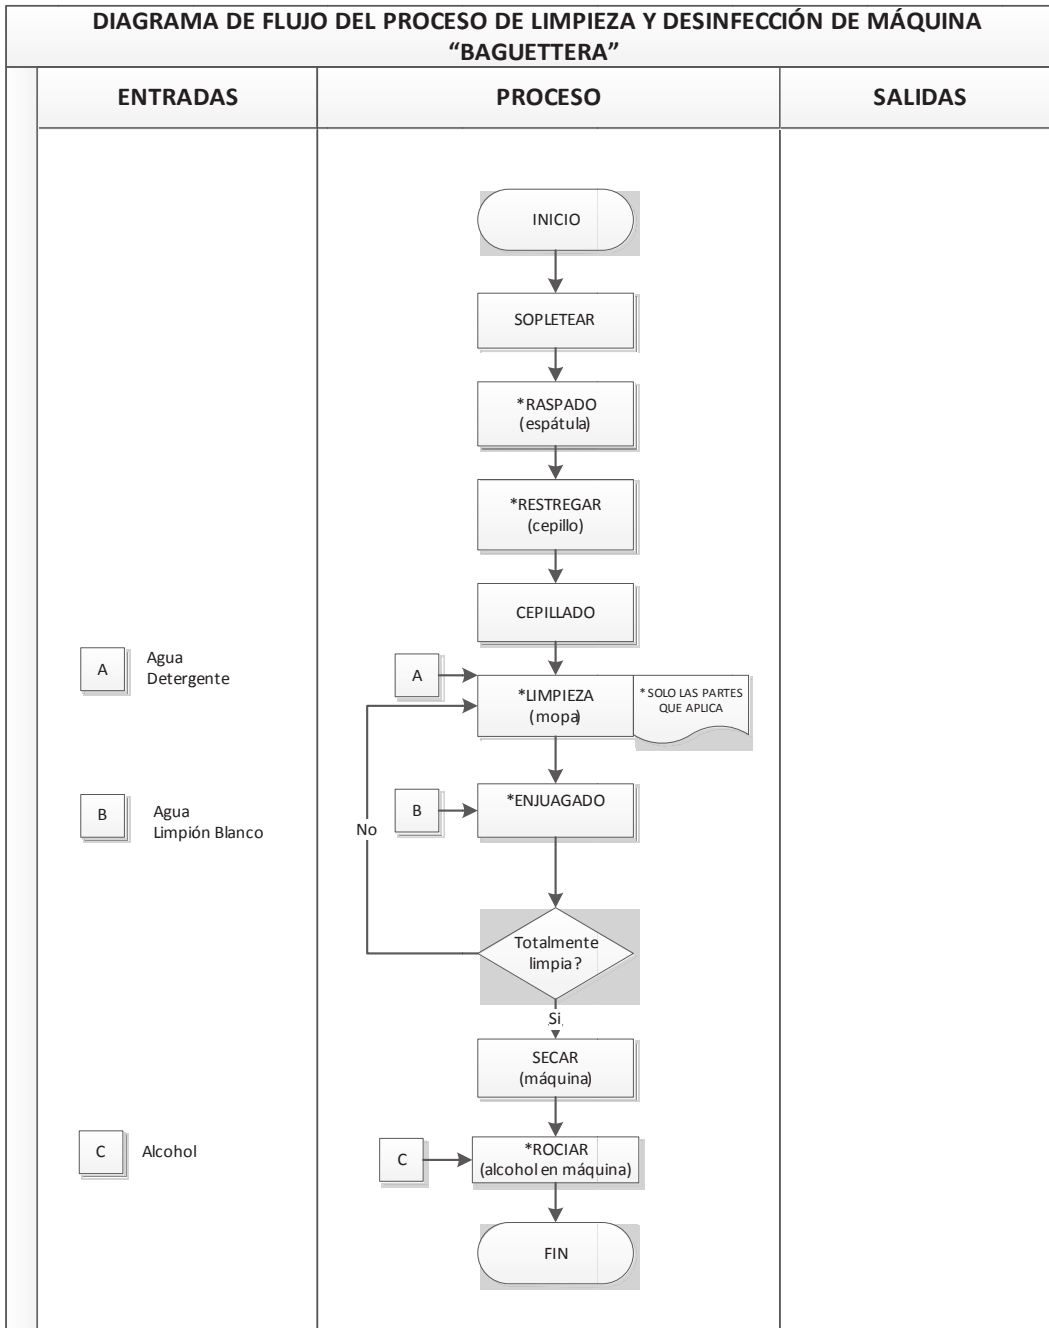 DIAGRAMA DE FLUJO DEL PROCESO DE LIMPIEZA Y DESINFECCIÓN DE MÁQUINA
“BAGUETTERA”
ENTRADAS
PROCESO
SALIDAS
INICIO
SOPLETEAR
*RASPADO
(espátula)
*RESTREGAR
(cepillo)
CEPILLADO
A
Agua
Detergente
A
*LIMPIEZA
(mopa)
* SOLO LAS PARTES
QUE APLICA
B
Agua
Limpión Blanco
B
*ENJUAGADO
No
Totalmente
limpia?
Si
SECAR
(máquina)
C
Alcohol
C
*ROCIAR
(alcohol en máquina)
FIN